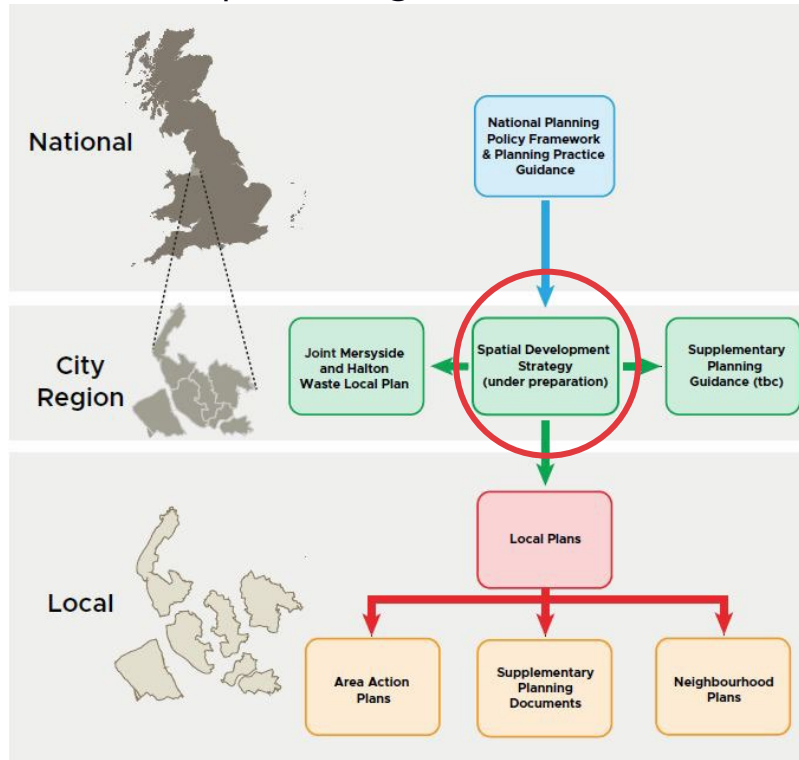 National
National Planning
Policy Framework
& Planning Practice
Guidance
City
Region
Joint Mersyside
and Halton
Waste Local Plan
Spatial Development
Strategy
(under preparation)
Supplementary
Planning
Guidance (tbc)
Local
Local Plans
Area Action
Plans
Supplementary
Planning
Documents
Neighbourhood
Plans